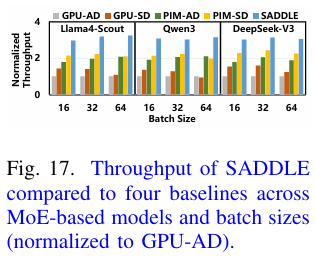 GPU-AD GPU-SD PIM-AD PIM-SD SADDLE
Llama4-Scout Qwen3 DeepSeek-V3
Normalized
Throughput
4
2
0
16 32 64 16 32 64 16 32 64
Batch Size
Fig. 17. Throughput of SADDLE
compared to four baselines across
MoE-based models and batch sizes
(normalized to GPU-AD).